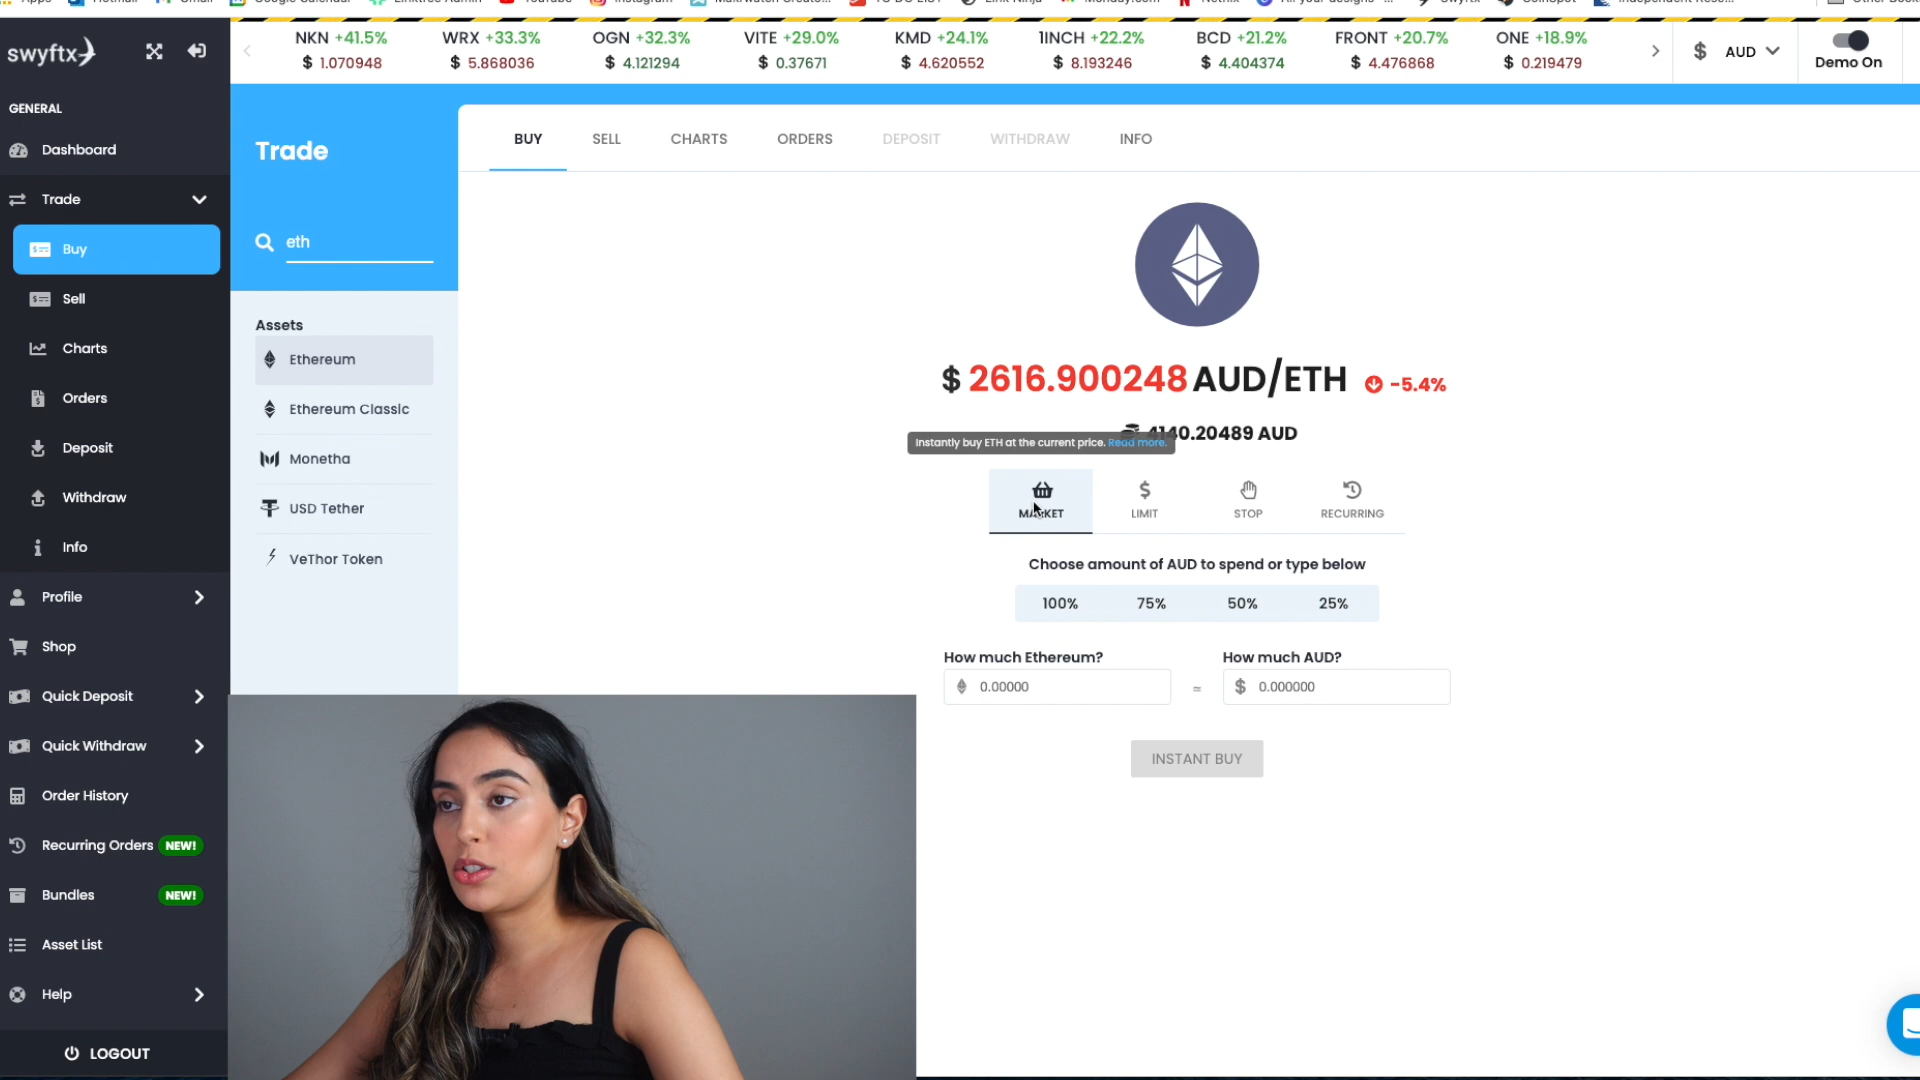 swyftx
GENERAL
Dashboard
Trade
Buy
Sell
Charts
Orders
Deposit
Withdraw
Info
Profile
Shop
Quick Deposit
Quick Withdraw
Order History
Recurring Orders NEW!
Bundles NEW!
Asset List
Help
LOGOUT
NKN +41.5%
$ 1.070948
WRX +33.3%
$ 5.868036
OGN +32.3%
$ 4.121294
VITE +29.0%
$ 0.37671
KMD +24.1%
$ 4.620552
1INCH +22.2%
$ 8.193246
BCD +21.2%
$ 4.404374
FRONT +20.7%
$ 4.476868
ONE +18.9%
$ 0.219479
$ AUD
Demo On
Trade
eth
Assets
Ethereum
Ethereum Classic
Monetha
USD Tether
VeThor Token
BUY SELL CHARTS ORDERS DEPOSIT WITHDRAW INFO
$ 2616.900248 AUD/ETH -5.4%
4140.20489 AUD
Instantly buy ETH at the current price. Read more.
MARKET LIMIT STOP RECURRING
Choose amount of AUD to spend or type below
100% 75% 50% 25%
How much Ethereum? How much AUD?
0.00000 ≈ $ 0.000000
INSTANT BUY